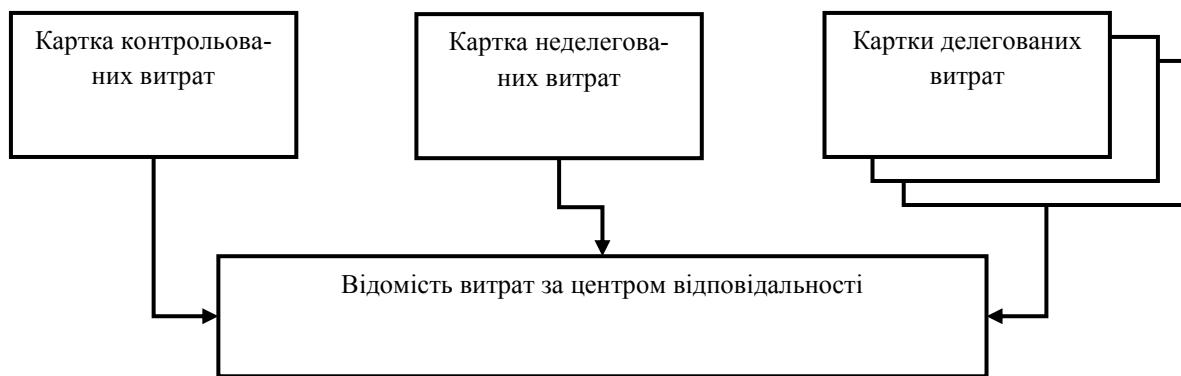 Картка контрольова-
них витрат
Картка неделегова-
них витрат
Картки делегованих
витрат
Відомість витрат за центром відповідальності